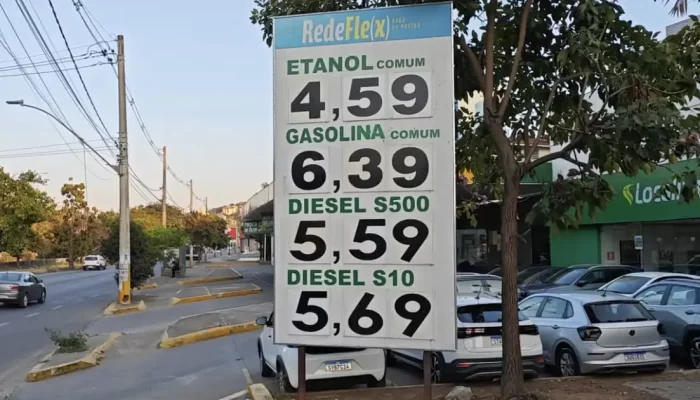 RedeFle(x)
ETANOL COMUM
4,59
GASOLINA COMUM
6,39
DIESEL S500
5,59
DIESEL S10
5,69